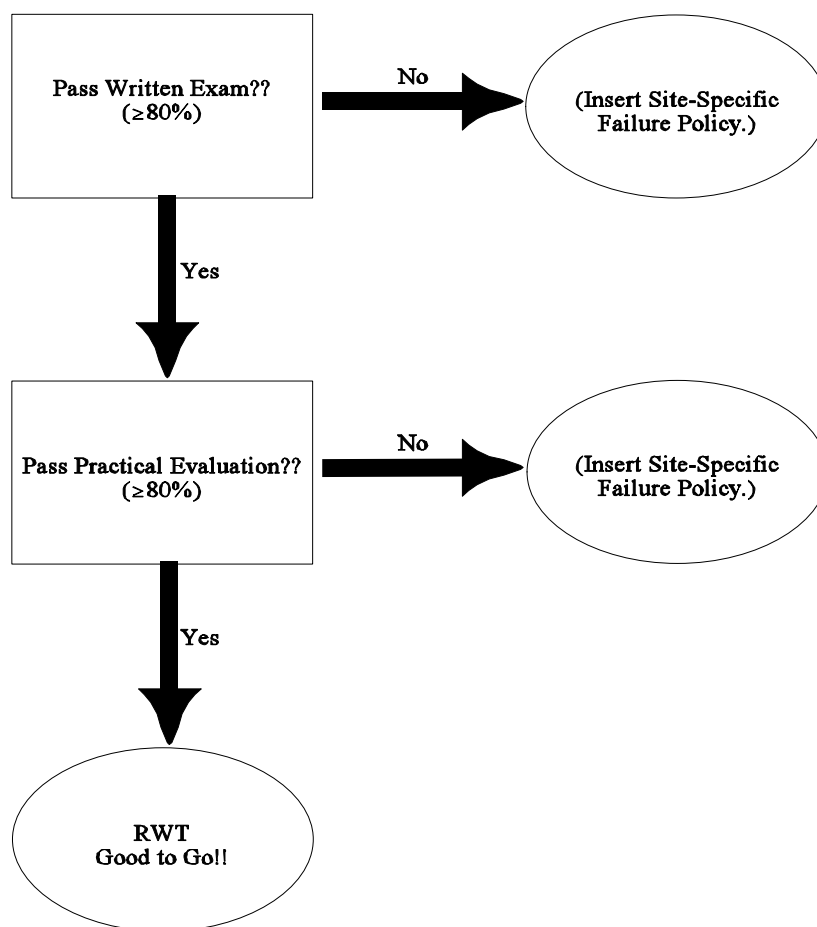 Pass Written Exam??
(≥80%)
No
(Insert Site-Specific
Failure Policy.)
Yes
Pass Practical Evaluation??
(≥80%)
No
(Insert Site-Specific
Failure Policy.)
Yes
RWT
Good to Go!!